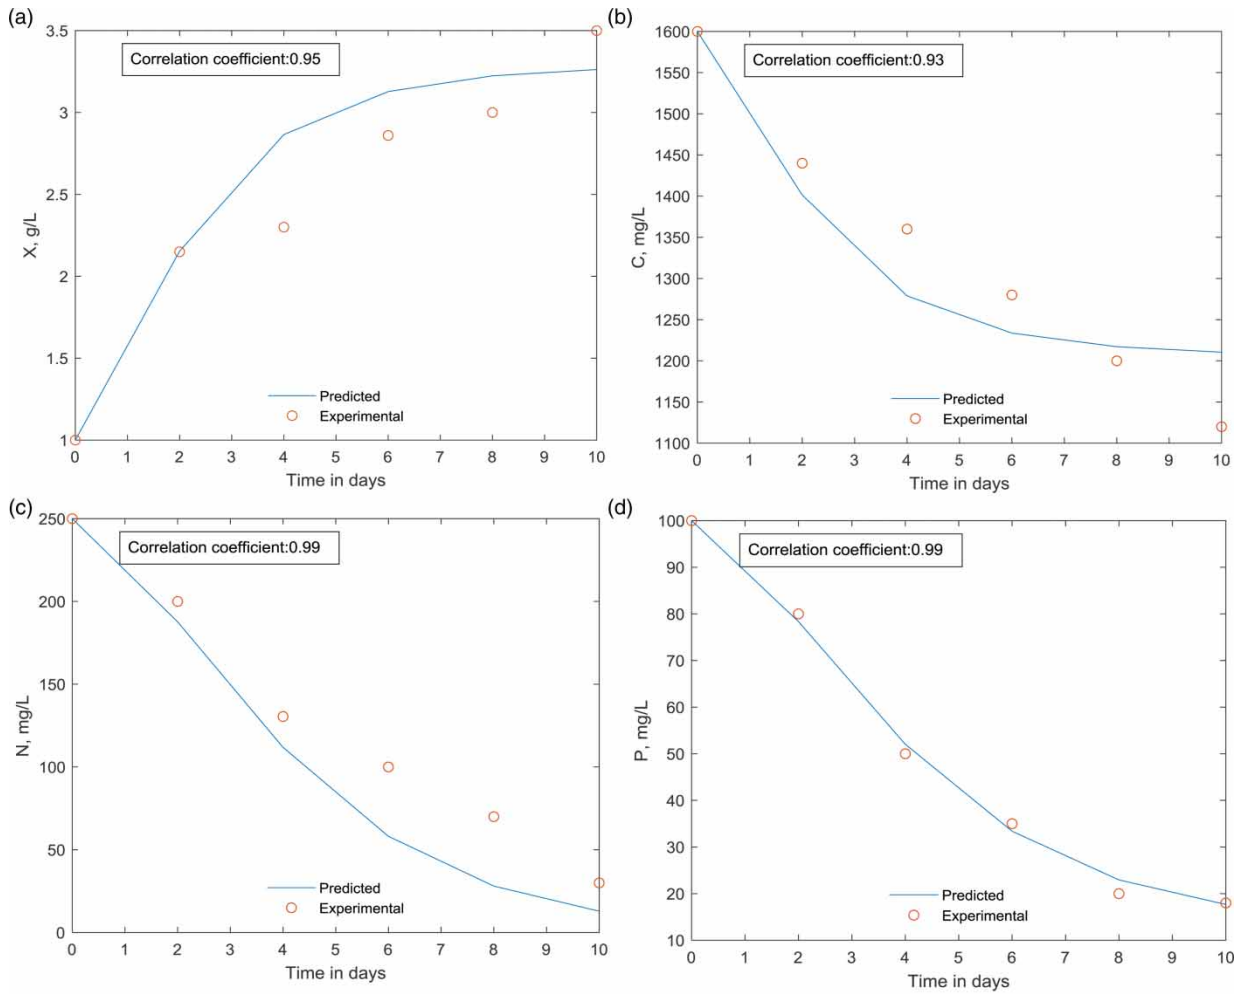 (a)
Correlation coefficient:0.95
3.5
3
2.5
2
1.5
1
X, g/L
Predicted
Experimental
0 1 2 3 4 5 6 7 8 9 10
Time in days
(b)
Correlation coefficient:0.93
1600
1550
1500
1450
1400
1350
1300
1250
1200
1150
1100
C, mg/L
Predicted
Experimental
0 1 2 3 4 5 6 7 8 9 10
Time in days
(c)
Correlation coefficient:0.99
250
200
150
100
50
0
N, mg/L
Predicted
Experimental
0 1 2 3 4 5 6 7 8 9 10
Time in days
(d)
Correlation coefficient:0.99
100
90
80
70
60
50
40
30
20
10
P, mg/L
Predicted
Experimental
0 1 2 3 4 5 6 7 8 9 10
Time in days